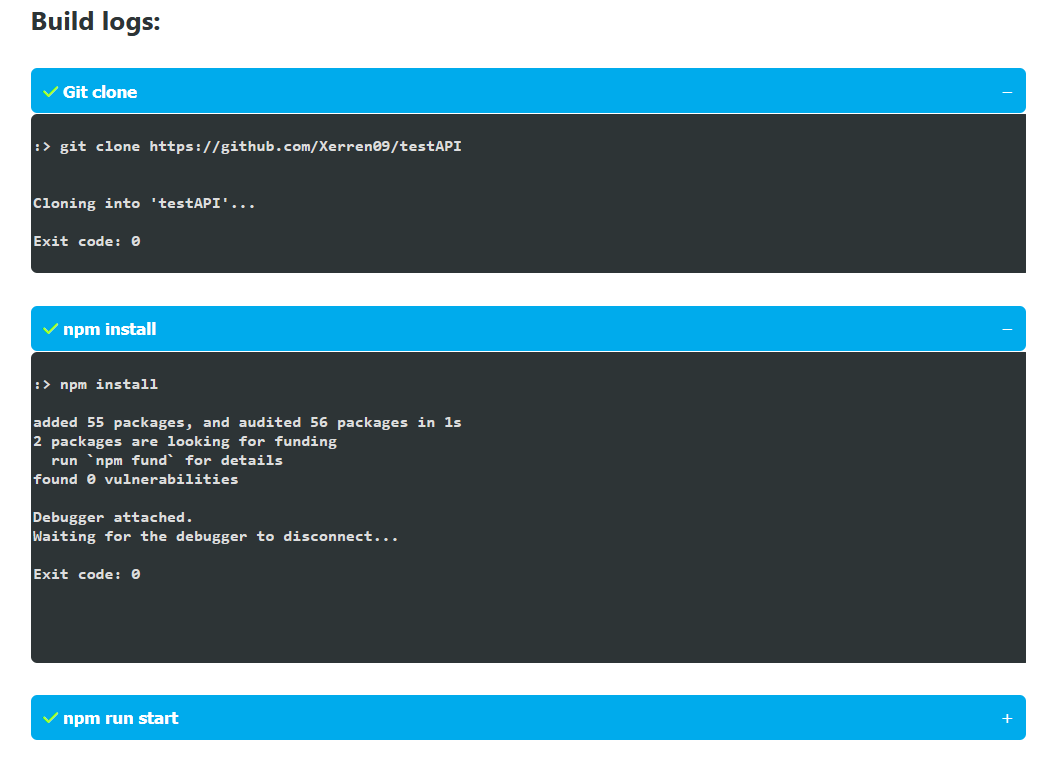 Build logs:
✓ Git clone −
:> git clone https://github.com/Xerren09/testAPI
Cloning into 'testAPI'...
Exit code: 0
✓ npm install −
:> npm install
added 55 packages, and audited 56 packages in 1s
2 packages are looking for funding
  run `npm fund` for details
found 0 vulnerabilities
Debugger attached.
Waiting for the debugger to disconnect...
Exit code: 0
✓ npm run start +